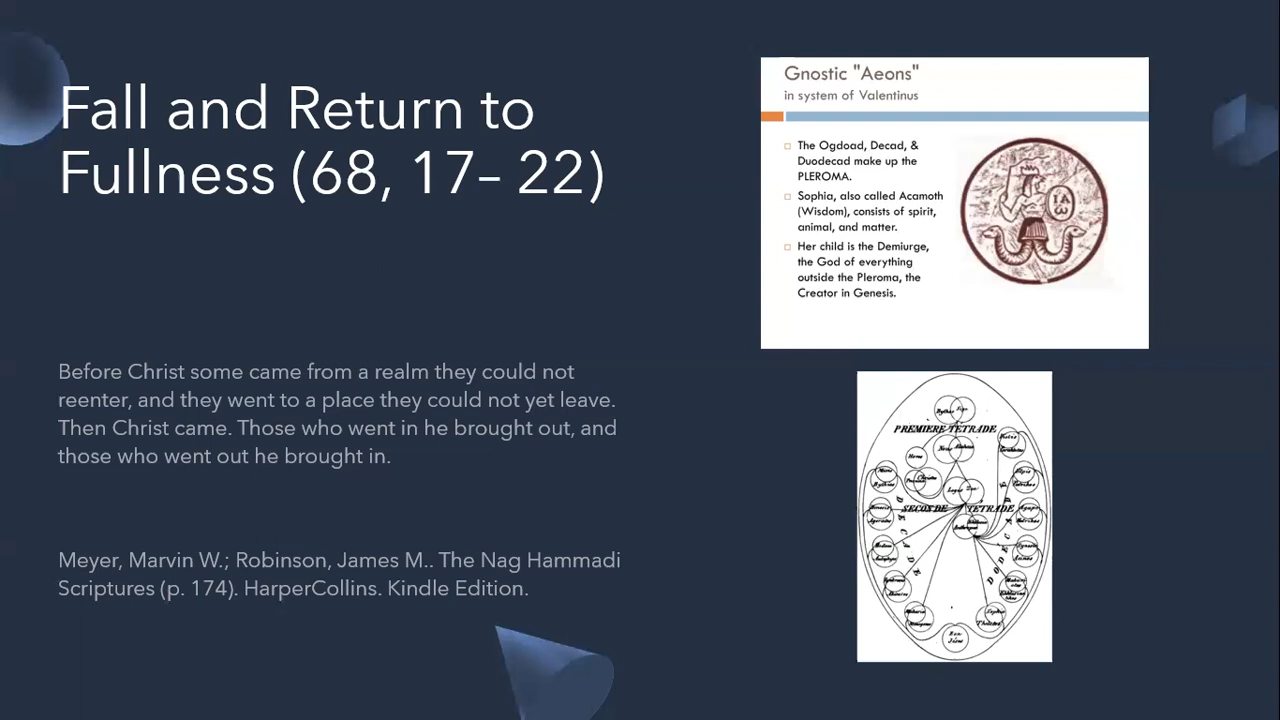 Fall and Return to
Fullness (68, 17– 22)
Before Christ some came from a realm they could not
reenter, and they went to a place they could not yet leave.
Then Christ came. Those who went in he brought out, and
those who went out he brought in.
Meyer, Marvin W.; Robinson, James M.. The Nag Hammadi
Scriptures (p. 174). HarperCollins. Kindle Edition.
Gnostic "Aeons"
in system of Valentinus
The Ogdoad, Decad, &
Duodecad make up the
PLEROMA.
Sophia, also called Acamoth
(Wisdom), consists of spirit,
animal, and matter.
Her child is the Demiurge,
the God of everything
outside the Pleroma, the
Creator in Genesis.
ΙΑ
ω
PREMIERE TETRADE
SECONDE TETRADE